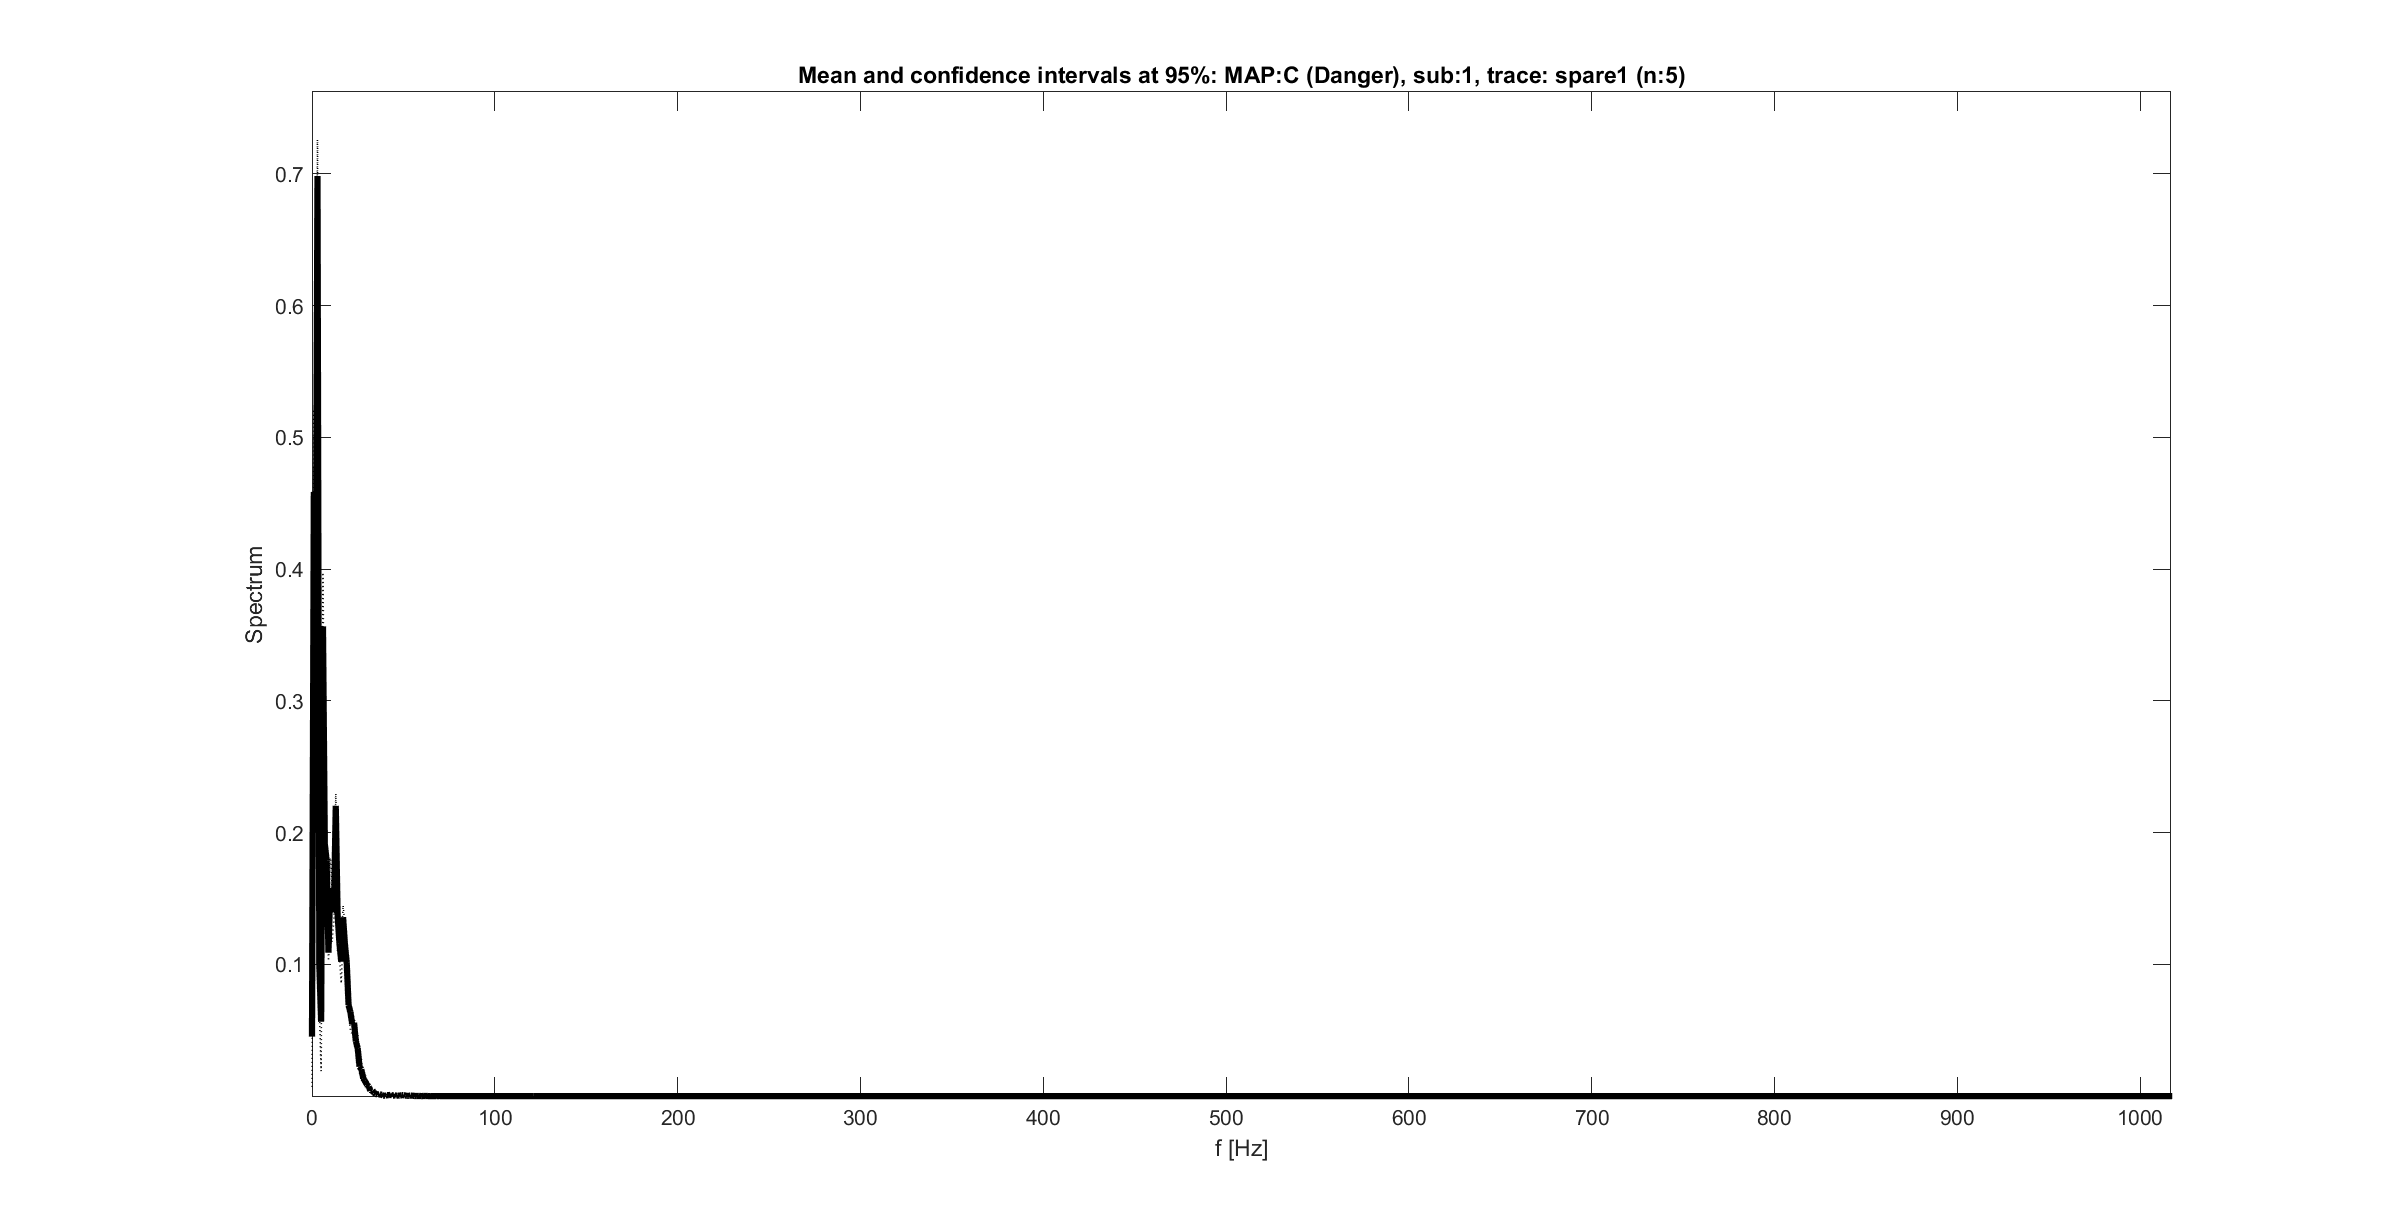 Mean and confidence intervals at 95%: MAP:C (Danger), sub:1, trace: spare1 (n:5)
0.7
0.6
0.5
0.4
0.3
0.2
0.1
Spectrum
0 100 200 300 400 500 600 700 800 900 1000
f [Hz]